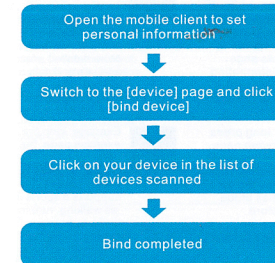 Open the mobile client to set
personal information
Switch to the [device] page and click
[bind device]
Click on your device in the list of
devices scanned
Bind completed